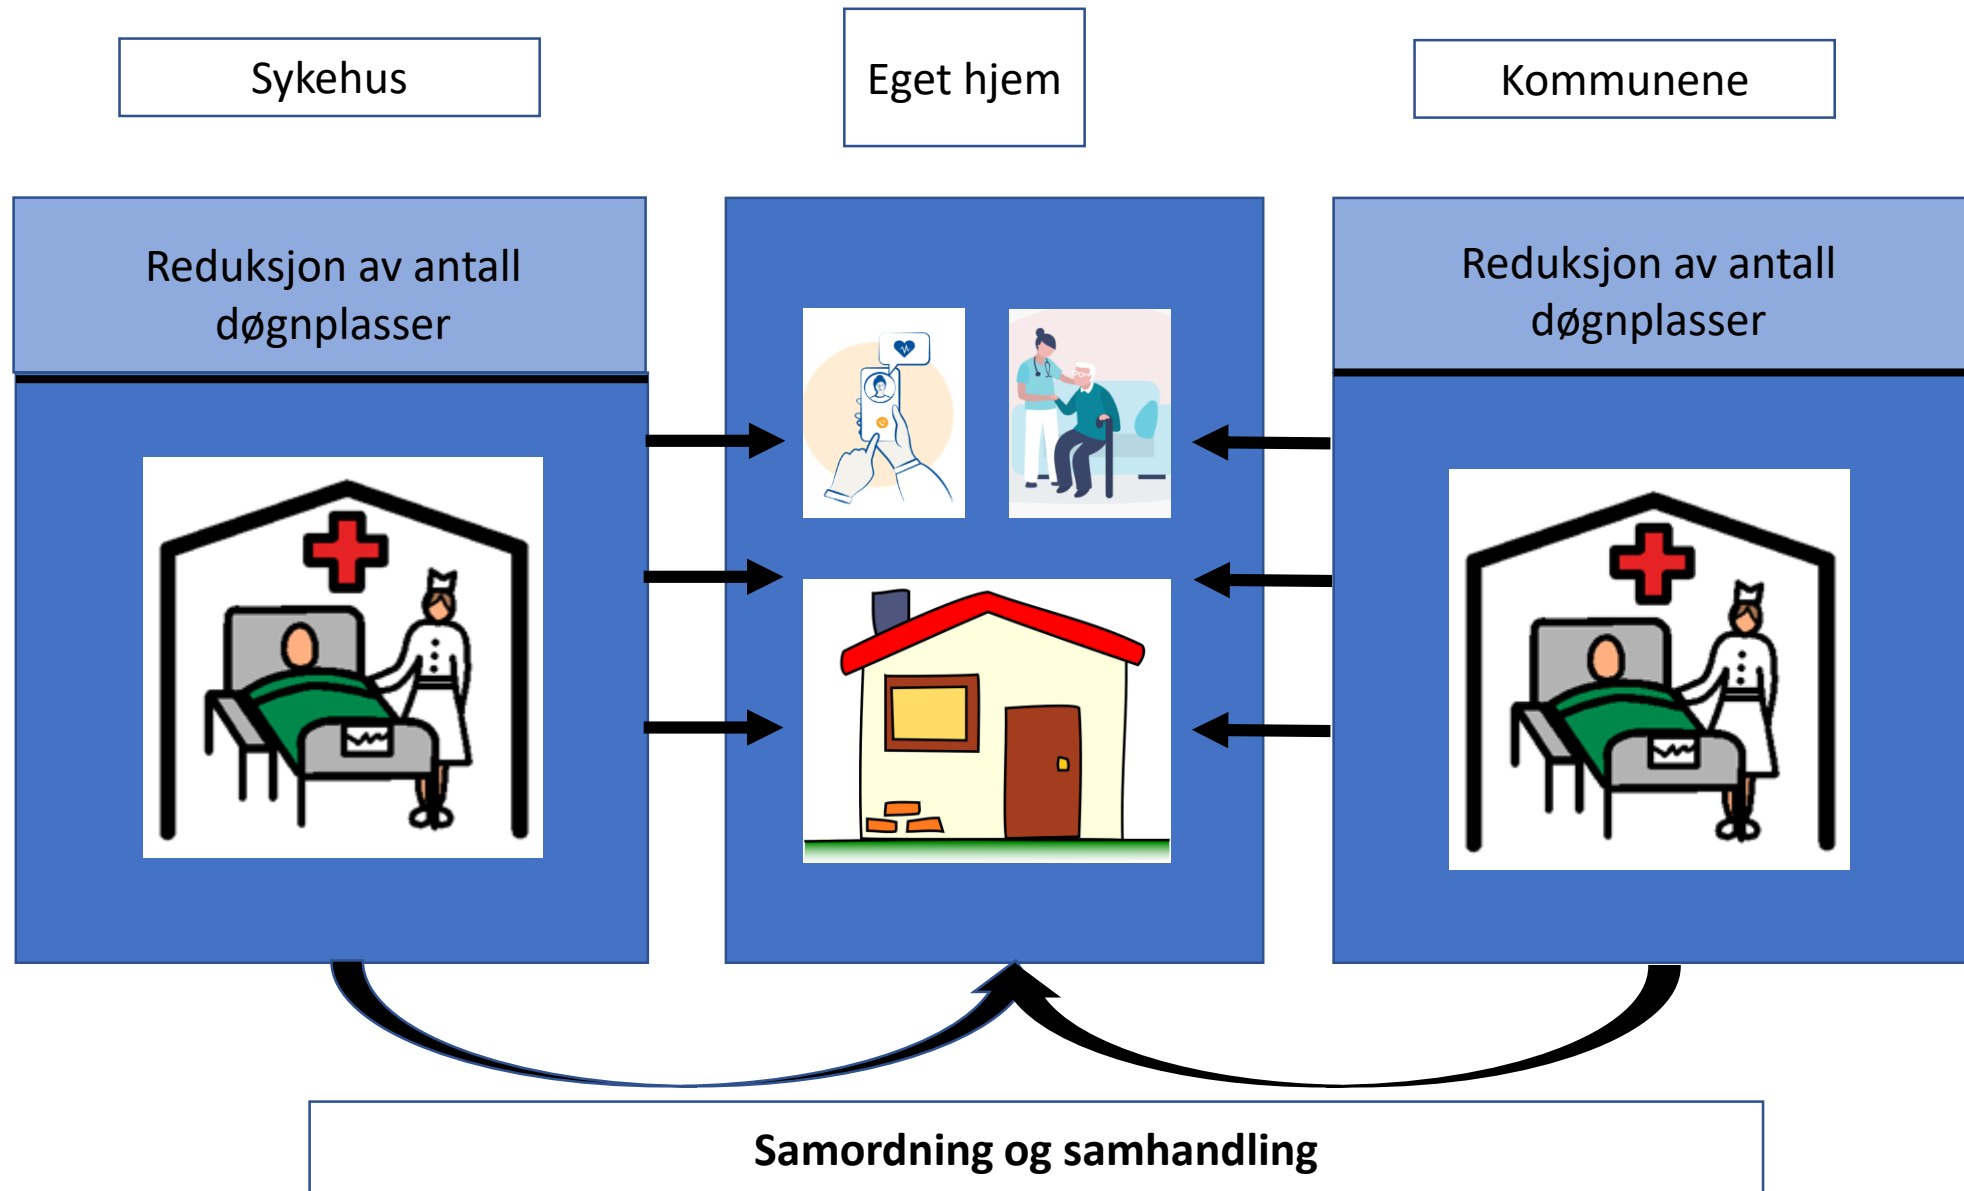 Sykehus
Eget hjem
Kommunene
Reduksjon av antall
døgnplasser
Reduksjon av antall
døgnplasser
Samordning og samhandling